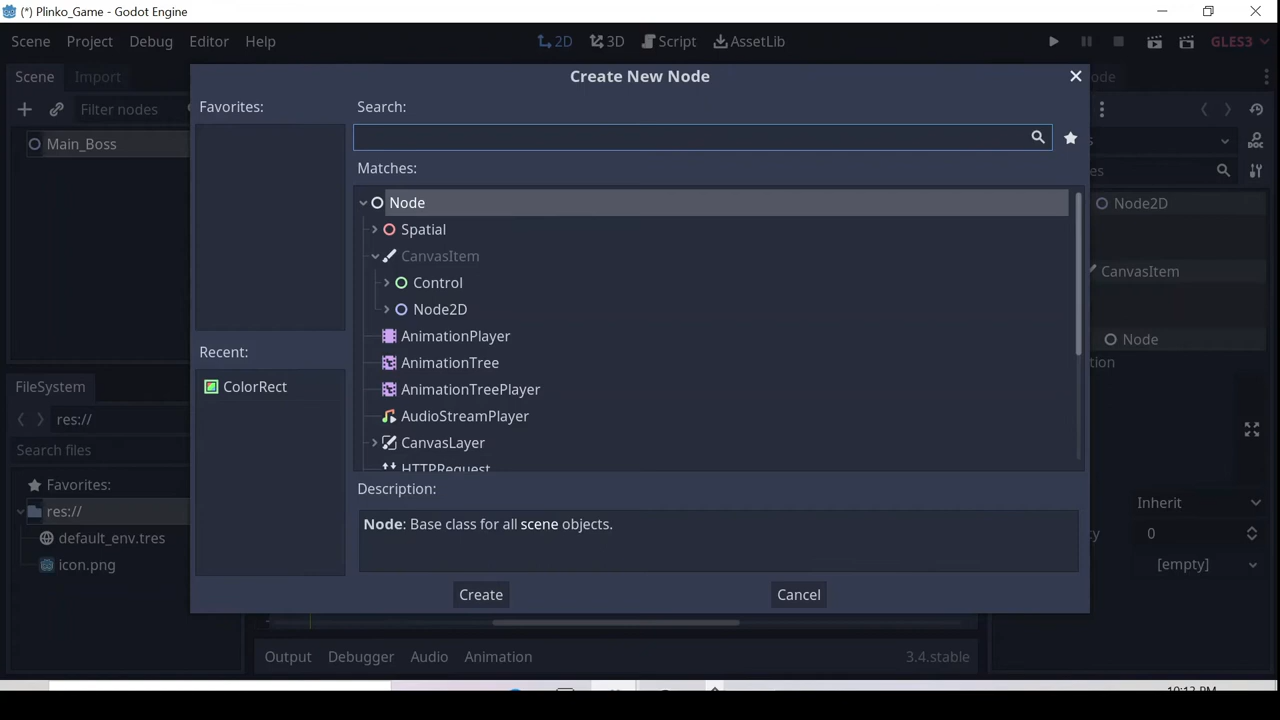 (*) Plinko_Game - Godot Engine
Scene Project Debug Editor Help 2D 3D Script AssetLib GLES3
Scene Import
Create New Node
Filter nodes
Main_Boss
Favorites:
Search:
Matches:
Node
Spatial
CanvasItem
Control
Node2D
AnimationPlayer
AnimationTree
AnimationTreePlayer
AudioStreamPlayer
CanvasLayer
HTTPRequest
Recent:
ColorRect
Description:
Node: Base class for all scene objects.
Create Cancel
FileSystem
res://
Search files
Favorites:
res://
default_env.tres
icon.png
Node2D
CanvasItem
Node
Inherit
0
[empty]
Output Debugger Audio Animation 3.4.stable
10:13 PM